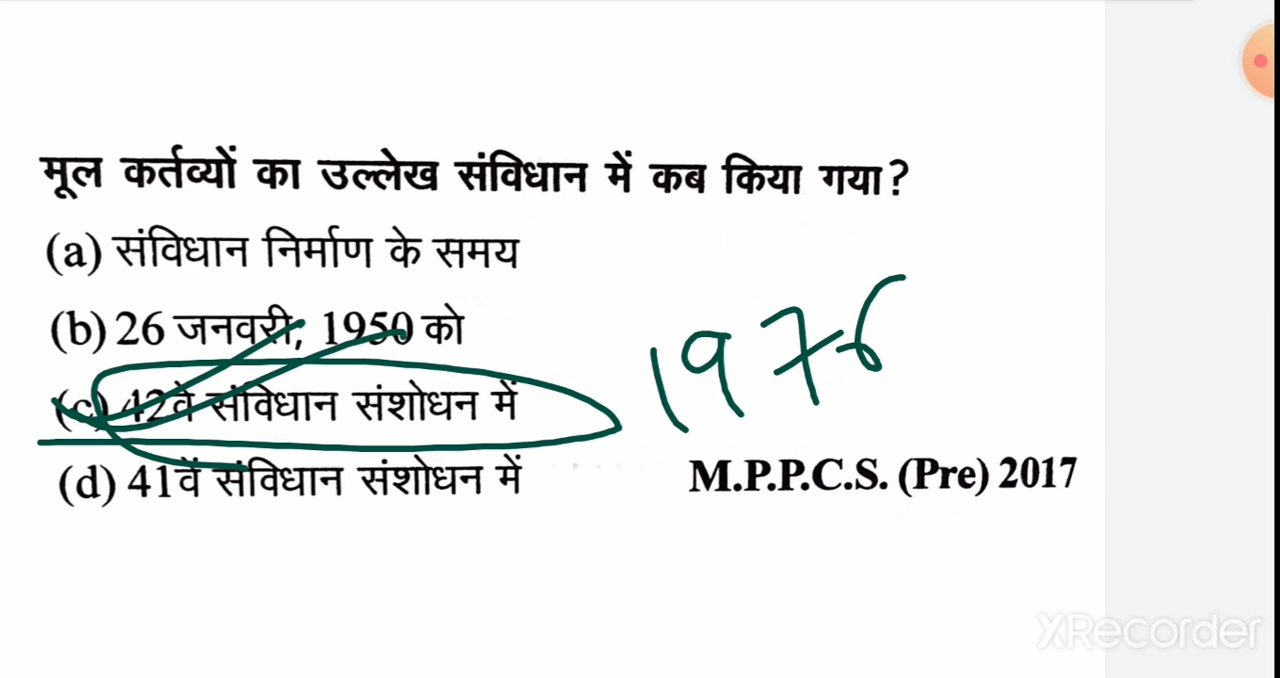 मूल कर्तव्यों का उल्लेख संविधान में कब किया गया?
(a) संविधान निर्माण के समय
(b) 26 जनवरी, 1950 को
(c) 42वे संविधान संशोधन में
1976
(d) 41वें संविधान संशोधन में
M.P.P.C.S. (Pre) 2017
XRecorder